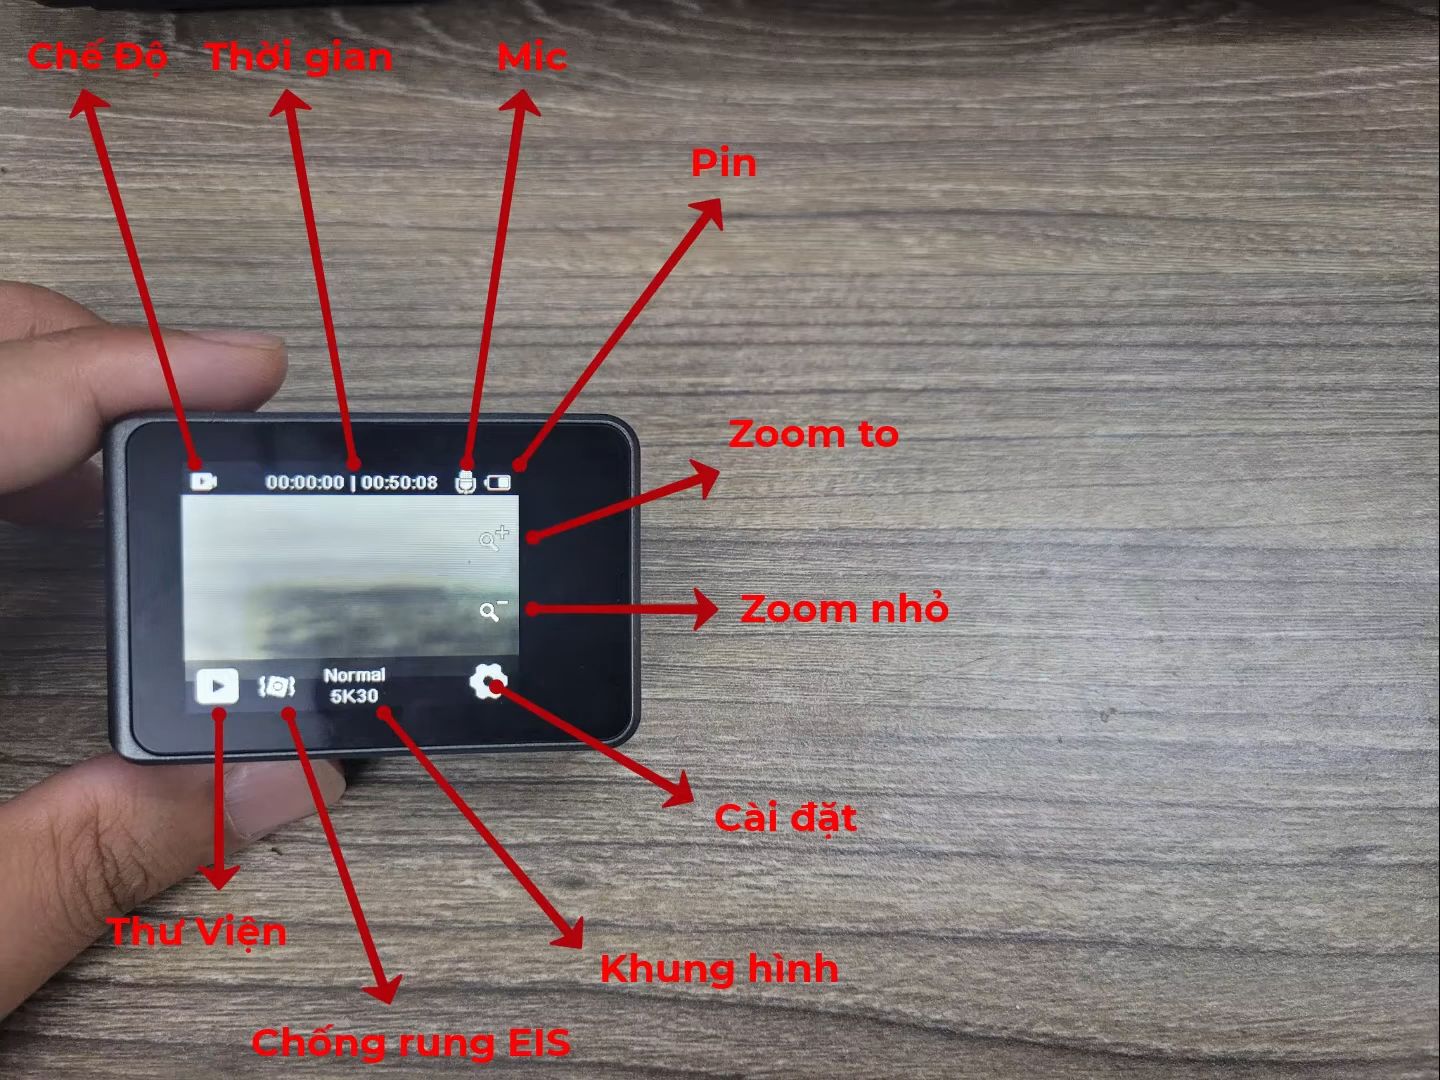 Chế Độ
Thời gian
Mic
Pin
Zoom to
00:00:00 | 00:50:08
Zoom nhỏ
Normal
5K30
Cài đặt
Thư Viện
Khung hình
Chống rung EIS